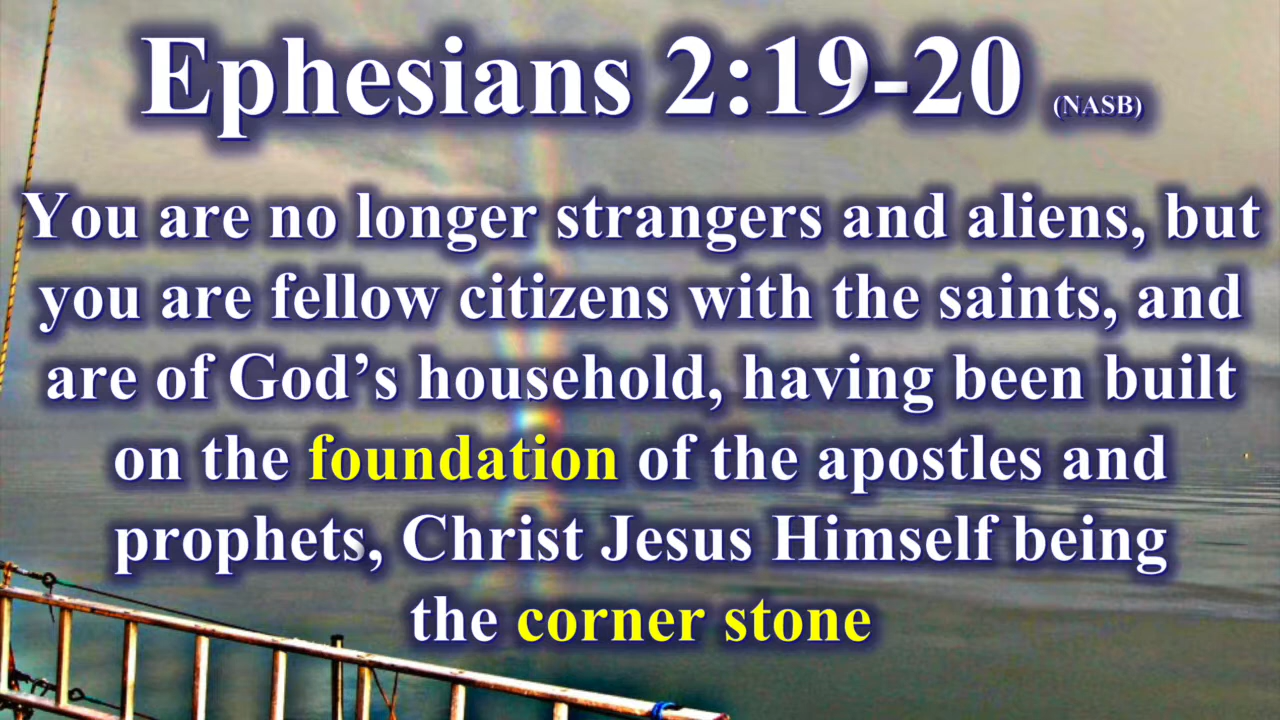 Ephesians 2:19-20 (NASB)
You are no longer strangers and aliens, but
you are fellow citizens with the saints, and
are of God’s household, having been built
on the foundation of the apostles and
prophets, Christ Jesus Himself being
the corner stone